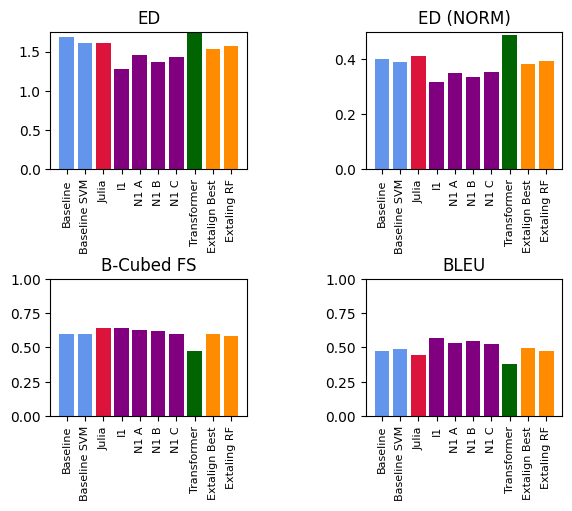 ED
1.5
1.0
0.5
0.0
Baseline
Baseline SVM
Julia
I1
N1 A
N1 B
N1 C
Transformer
Extalign Best
Extaling RF
ED (NORM)
0.4
0.2
0.0
Baseline
Baseline SVM
Julia
I1
N1 A
N1 B
N1 C
Transformer
Extalign Best
Extaling RF
B-Cubed FS
1.00
0.75
0.50
0.25
0.00
Baseline
Baseline SVM
Julia
I1
N1 A
N1 B
N1 C
Transformer
Extalign Best
Extaling RF
BLEU
1.00
0.75
0.50
0.25
0.00
Baseline
Baseline SVM
Julia
I1
N1 A
N1 B
N1 C
Transformer
Extalign Best
Extaling RF